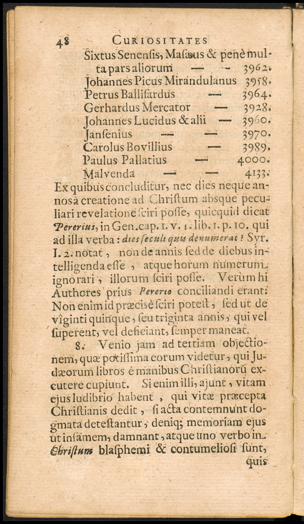 48 CURIOSITATES
Sixtus Senensis, Masæus & penè mul-
ta pars aliorum — - 3962.
Johannes Picus Mirandulanus 3958.
Petrus Ballisardus — 3964.
Gerhardus Mercator — 3928.
Johannes Lucidus & alii — 3960.
Jansenius — — 3970.
Carolus Bovillius — 3989.
Paulus Pallatius — 4000.
Malvenda — — 4133.
Ex quibus concluditur, nec dies neque an-
nos à creatione ad Christum absque pecu-
liari revelatione sciri posse, quicquid dicat
Pererius, in Gen. cap. 1. v. 1. lib. 1. p. 10. qui
ad illa verba: dies seculi quis denumerat? Syr.
I. 2. notat, non de annis sed de diebus in-
telligenda esse, atque horum numerum
ignorari, illorum sciri posse. Verum hi
Authores prius Pererio conciliandi erant:
Non enim id præcisè sciri potest, sed ut de
viginti quinque, seu triginta annis, qui vel
superent, vel deficiant, semper maneat.
8. Venio jam ad tertiam objectio-
nem, quæ potissima eorum videtur, qui Ju-
dæorum libros è manibus Christianorū ex-
cutere cupiunt. Si enim illi, ajunt, vitam
ejus ludibrio habent, qui vitæ præcepta
Christianis dedit, si acta contemnunt do-
gmata detestantur, deniq; memoriam ejus
ut infamem, damnant, atque uno verbo in
Christum blasphemi & contumeliosi sunt,
quis